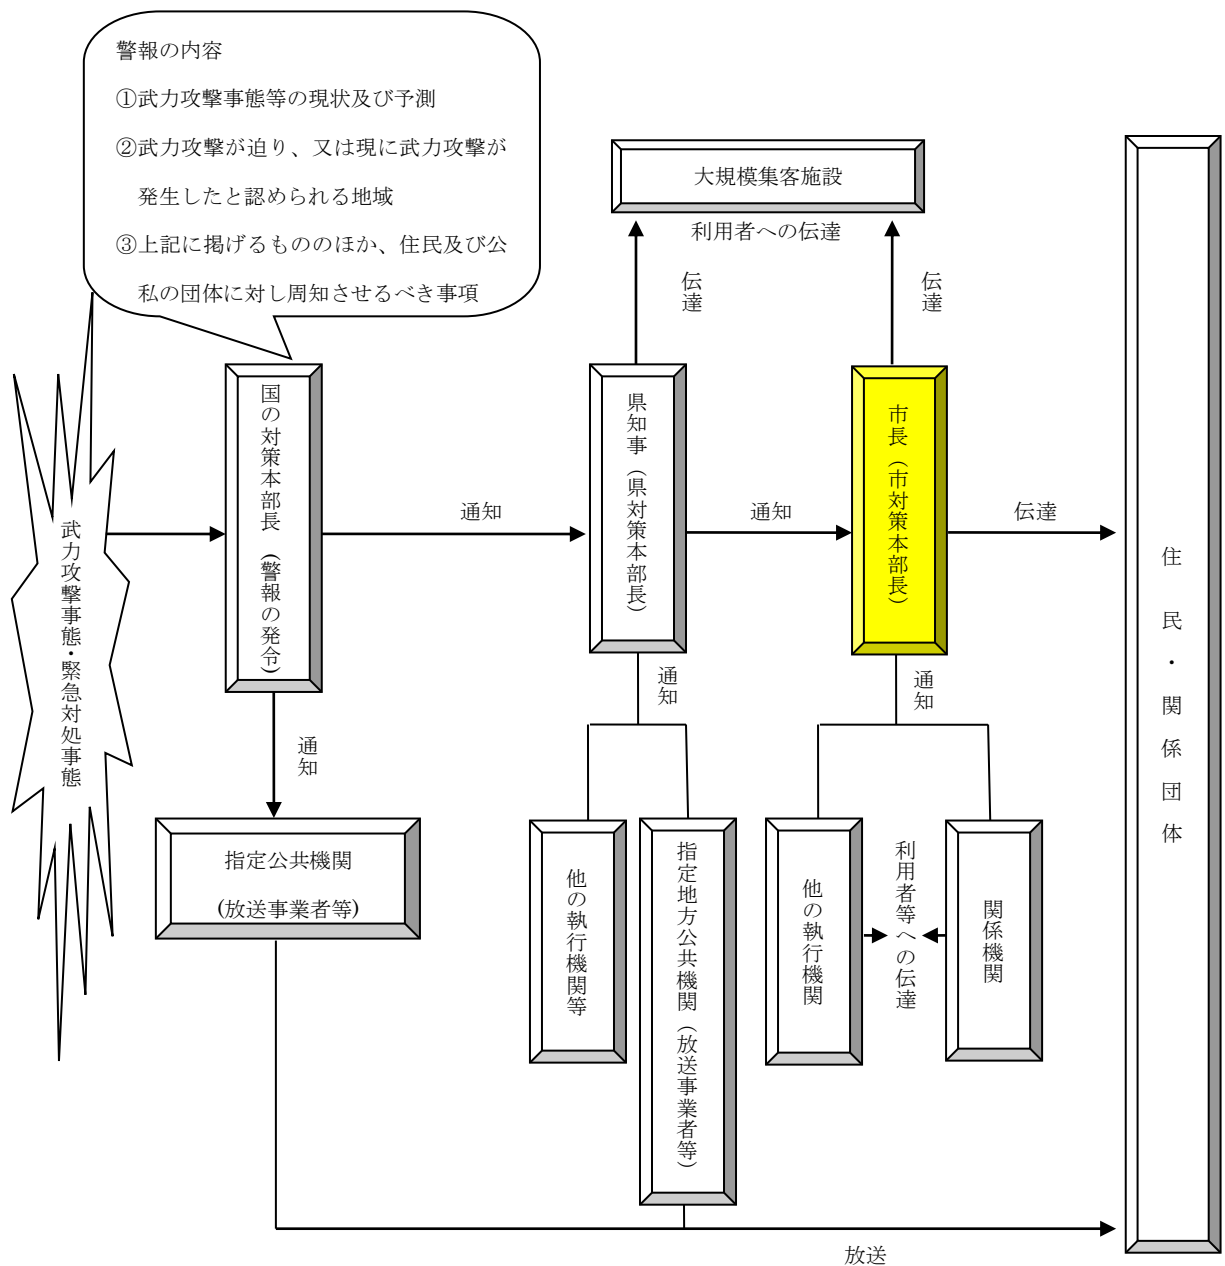 警報の内容
①武力攻撃事態等の現状及び予測
②武力攻撃が迫り、又は現に武力攻撃が
発生したと認められる地域
③上記に掲げるもののほか、住民及び公
私の団体に対し周知させるべき事項
大規模集客施設
利用者への伝達
伝達
伝達
武力攻撃事態・緊急対処事態
国の対策本部長（警報の発令）
通知
県知事（県対策本部長）
通知
市長（市対策本部長）
伝達
住民・関係団体
通知
通知
通知
指定公共機関
(放送事業者等)
他の執行機関等
指定地方公共機関（放送事業者等）
他の執行機関
利用者等への伝達
関係機関
放送